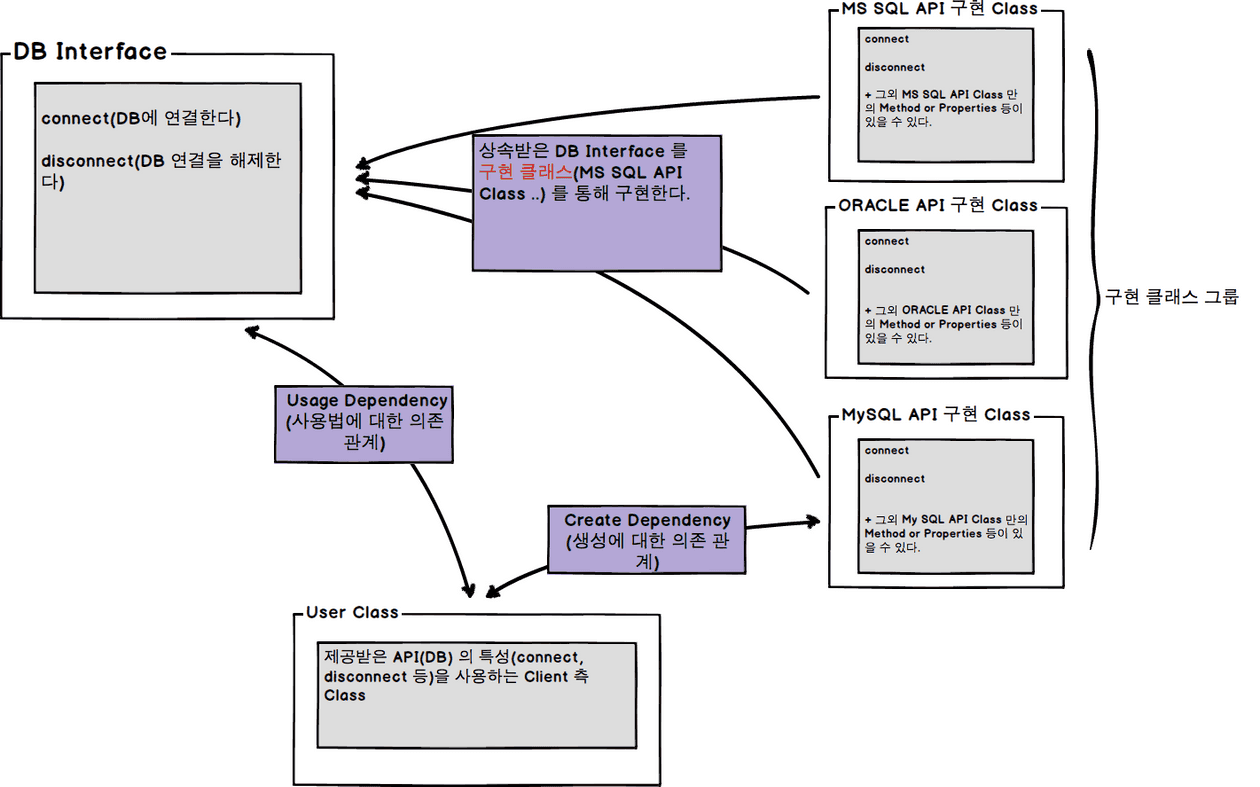 DB Interface
connect(DB에 연결한다)
disconnect(DB 연결을 해제한
다)
상속받은 DB Interface 를
구현 클래스(MS SQL API
Class ..) 를 통해 구현한다.
MS SQL API 구현 Class
connect
disconnect
+ 그외 MS SQL API Class 만
의 Method or Properties 등이
있을 수 있다.
ORACLE API 구현 Class
connect
disconnect
+ 그외 ORACLE API Class 만
의 Method or Properties 등이
있을 수 있다.
구현 클래스 그룹
MySQL API 구현 Class
connect
disconnect
+ 그외 My SQL API Class 만의
Method or Properties 등이 있
을 수 있다.
Usage Dependency
(사용법에 대한 의존
관계)
Create Dependency
(생성에 대한 의존 관
계)
User Class
제공받은 API(DB) 의 특성(connect,
disconnect 등)을 사용하는 Client 측
Class